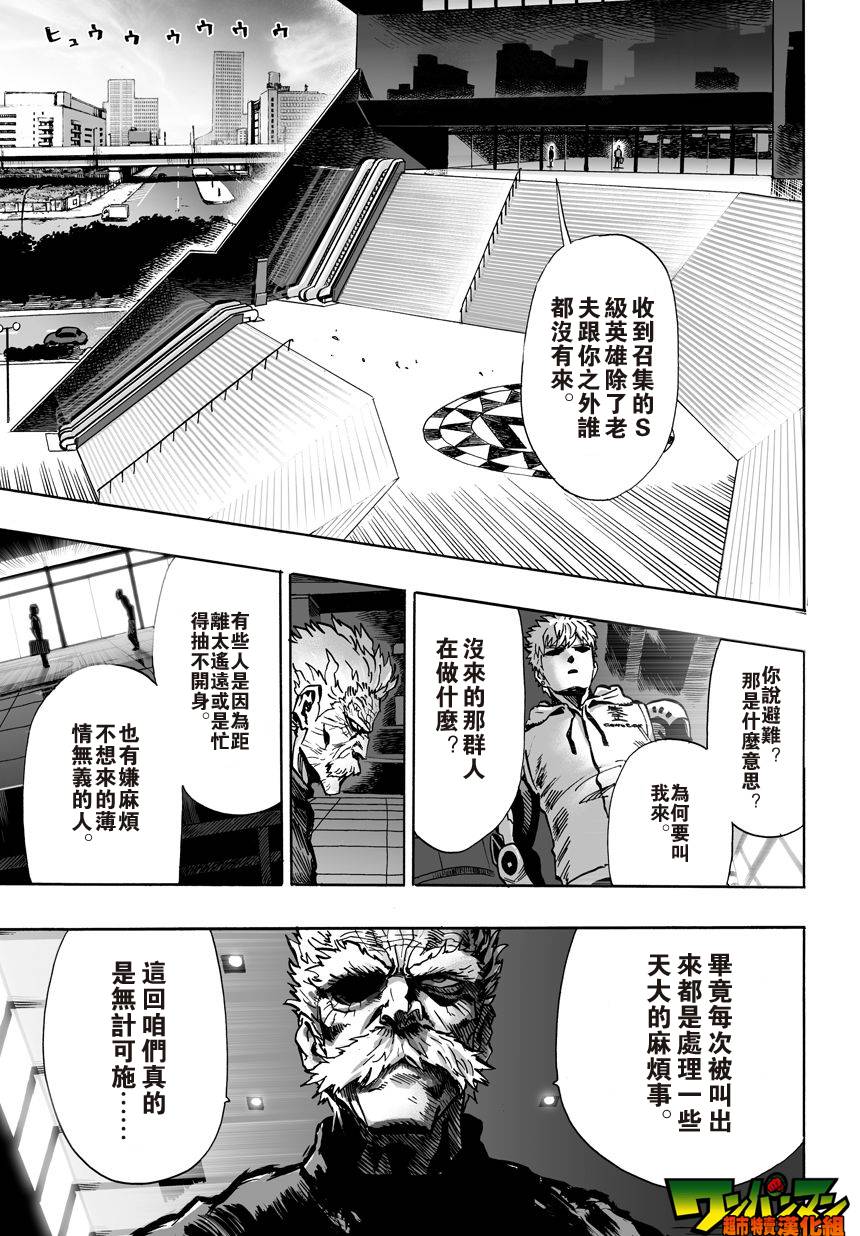 ヒュウゥゥゥゥゥゥ
收到召集的S
級英雄除了老
夫跟你之外誰
都沒有來。
你說避難？
那是什麼意思？
為何要叫
我來。
沒來的那群人
在做什麼？
有些人是因為距
離太遙遠或是忙
得抽不開身。
也有嫌麻煩
不想來的薄
情無義的人。
畢竟每次被叫出
來都是處理一些
天大的麻煩事。
這回咱們真的
是無計可施……
ワンパンマン
超市特賣漢化組